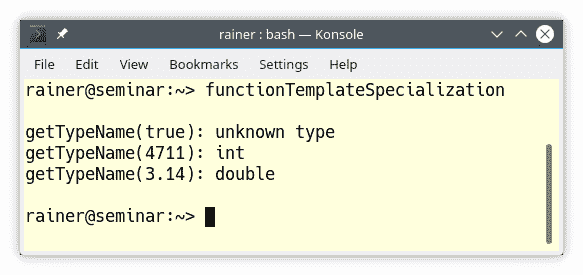 rainer : bash — Konsole
File Edit View Bookmarks Settings Help
rainer@seminar:~> functionTemplateSpecialization
getTypeName(true): unknown type
getTypeName(4711): int
getTypeName(3.14): double
rainer@seminar:~>